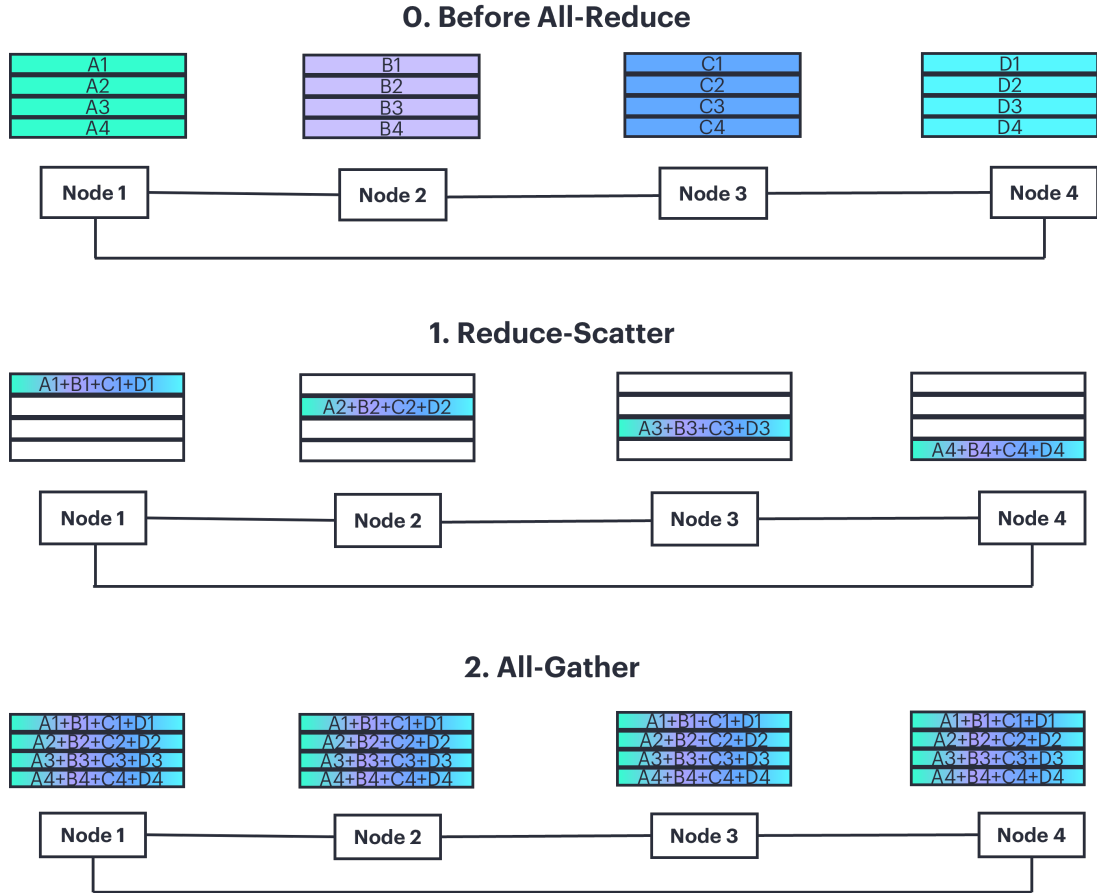 0. Before All-Reduce
A1
A2
A3
A4
B1
B2
B3
B4
C1
C2
C3
C4
D1
D2
D3
D4
Node 1
Node 2
Node 3
Node 4
1. Reduce-Scatter
A1+B1+C1+D1
A2+B2+C2+D2
A3+B3+C3+D3
A4+B4+C4+D4
Node 1
Node 2
Node 3
Node 4
2. All-Gather
A1+B1+C1+D1
A2+B2+C2+D2
A3+B3+C3+D3
A4+B4+C4+D4
A1+B1+C1+D1
A2+B2+C2+D2
A3+B3+C3+D3
A4+B4+C4+D4
A1+B1+C1+D1
A2+B2+C2+D2
A3+B3+C3+D3
A4+B4+C4+D4
A1+B1+C1+D1
A2+B2+C2+D2
A3+B3+C3+D3
A4+B4+C4+D4
Node 1
Node 2
Node 3
Node 4